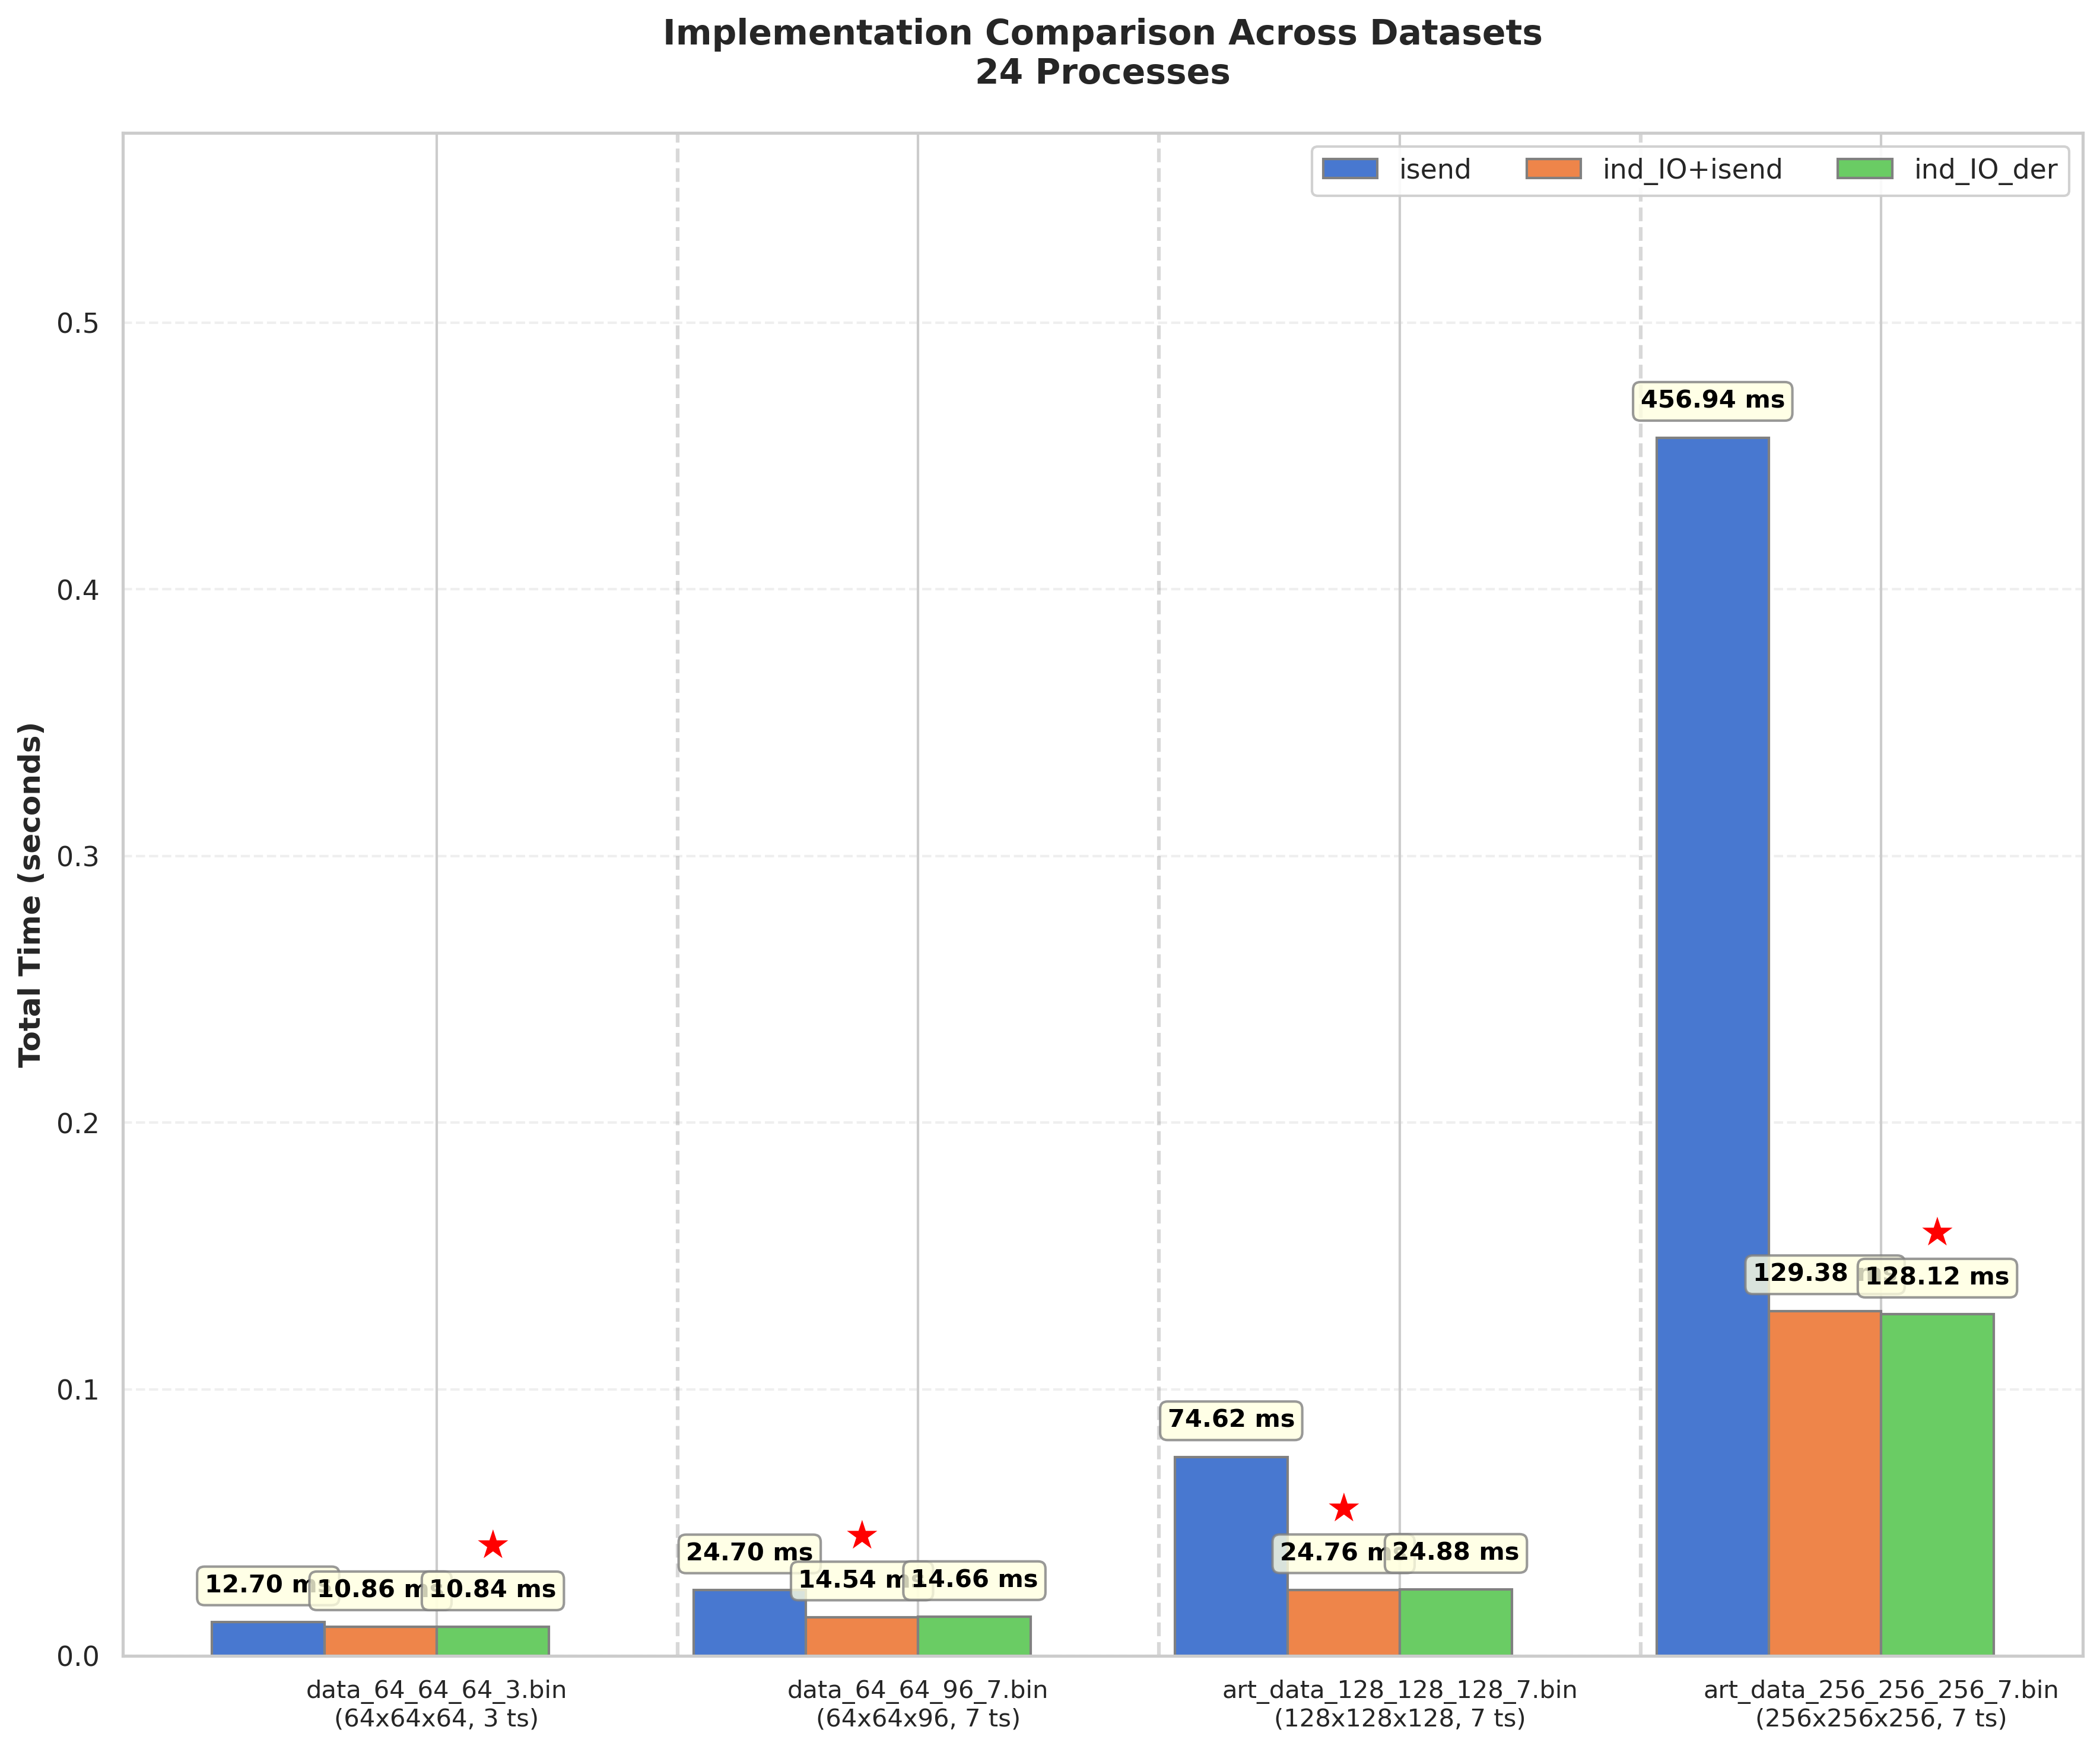 Implementation Comparison Across Datasets
24 Processes
isend
ind_IO+isend
ind_IO_der
Total Time (seconds)
0.5
0.4
0.3
0.2
0.1
0.0
456.94 ms
129.38
128.12 ms
74.62 ms
24.76 m
24.88 ms
24.70 ms
14.54 m
14.66 ms
12.70 ms
10.86 m
10.84 ms
data_64_64_64_3.bin
(64x64x64, 3 ts)
data_64_64_96_7.bin
(64x64x96, 7 ts)
art_data_128_128_128_7.bin
(128x128x128, 7 ts)
art_data_256_256_256_7.bin
(256x256x256, 7 ts)